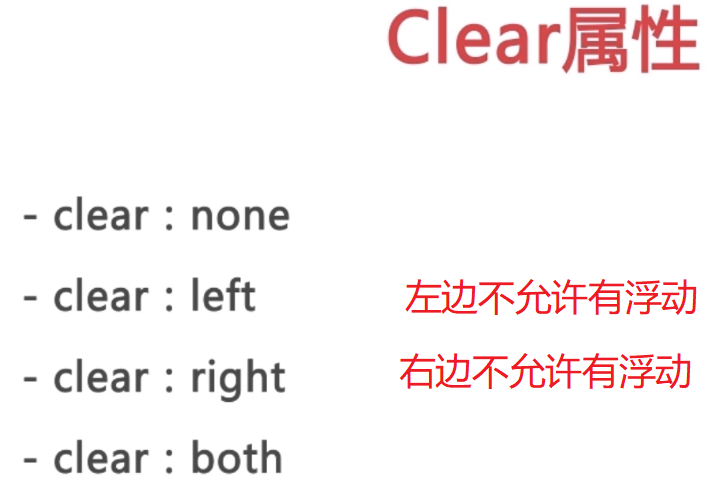 Clear属性
- clear : none
- clear : left 左边不允许有浮动
- clear : right 右边不允许有浮动
- clear : both